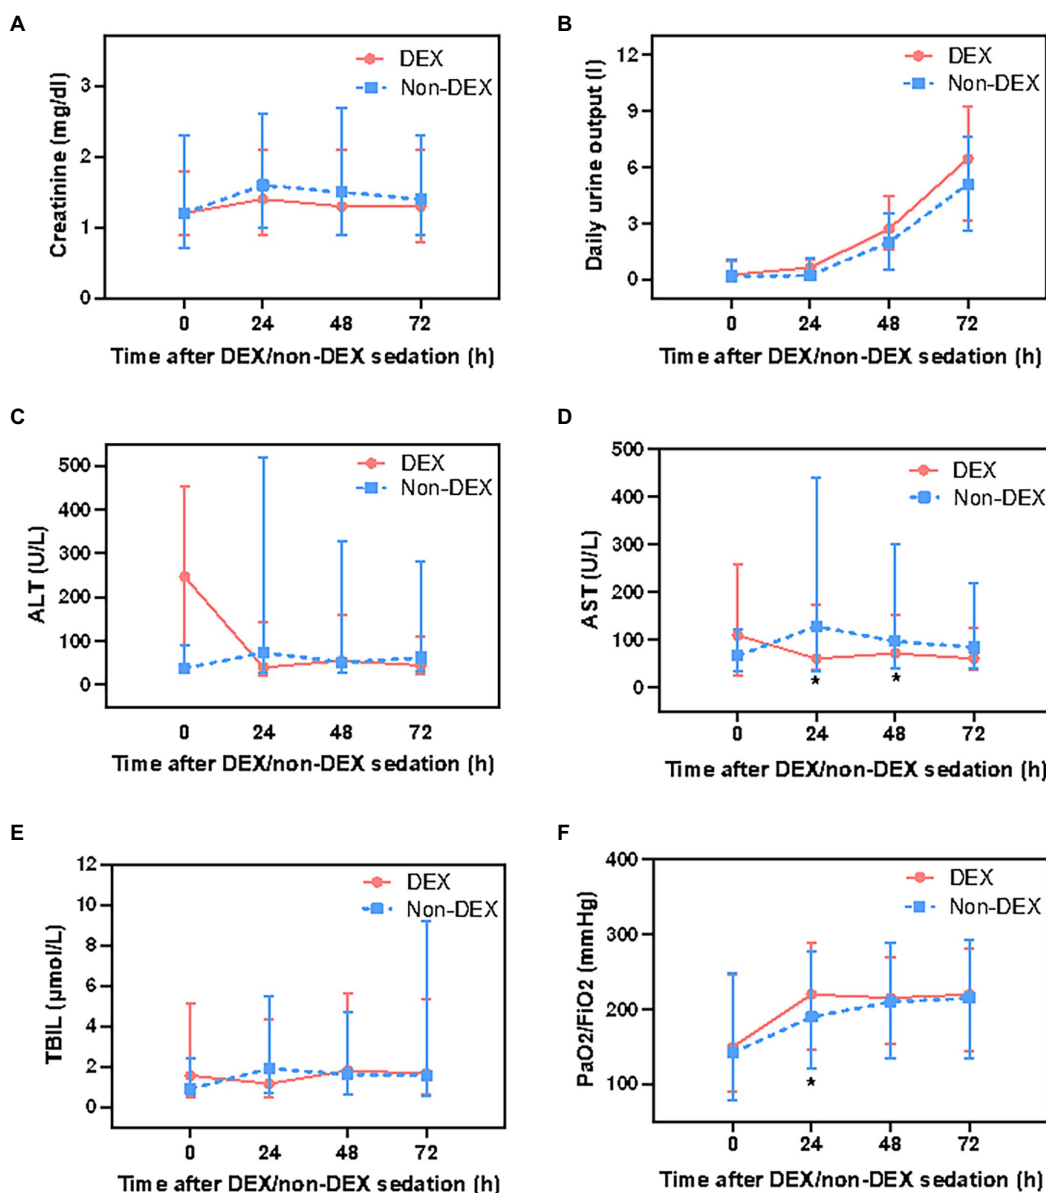 A
Creatinine (mg/dl)
3
2
1
0
DEX
Non-DEX
0 24 48 72
Time after DEX/non-DEX sedation (h)
B
Daily urine output (l)
12
9
6
3
0
DEX
Non-DEX
0 24 48 72
Time after DEX/non-DEX sedation (h)
C
ALT (U/L)
500
400
300
200
100
0
DEX
Non-DEX
0 24 48 72
Time after DEX/non-DEX sedation (h)
D
AST (U/L)
500
400
300
200
100
0
DEX
Non-DEX
* *
0 24 48 72
Time after DEX/non-DEX sedation (h)
E
TBIL (μmol/L)
12
10
8
6
4
2
0
DEX
Non-DEX
0 24 48 72
Time after DEX/non-DEX sedation (h)
F
PaO2/FiO2 (mmHg)
400
300
200
100
DEX
Non-DEX
*
0 24 48 72
Time after DEX/non-DEX sedation (h)